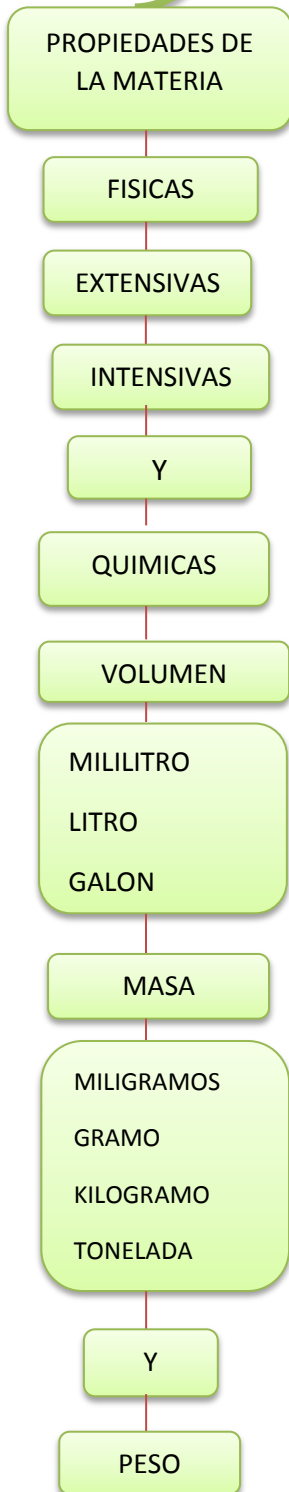 PROPIEDADES DE
LA MATERIA
FISICAS
EXTENSIVAS
INTENSIVAS
Y
QUIMICAS
VOLUMEN
MILILITRO
LITRO
GALON
MASA
MILIGRAMOS
GRAMO
KILOGRAMO
TONELADA
Y
PESO